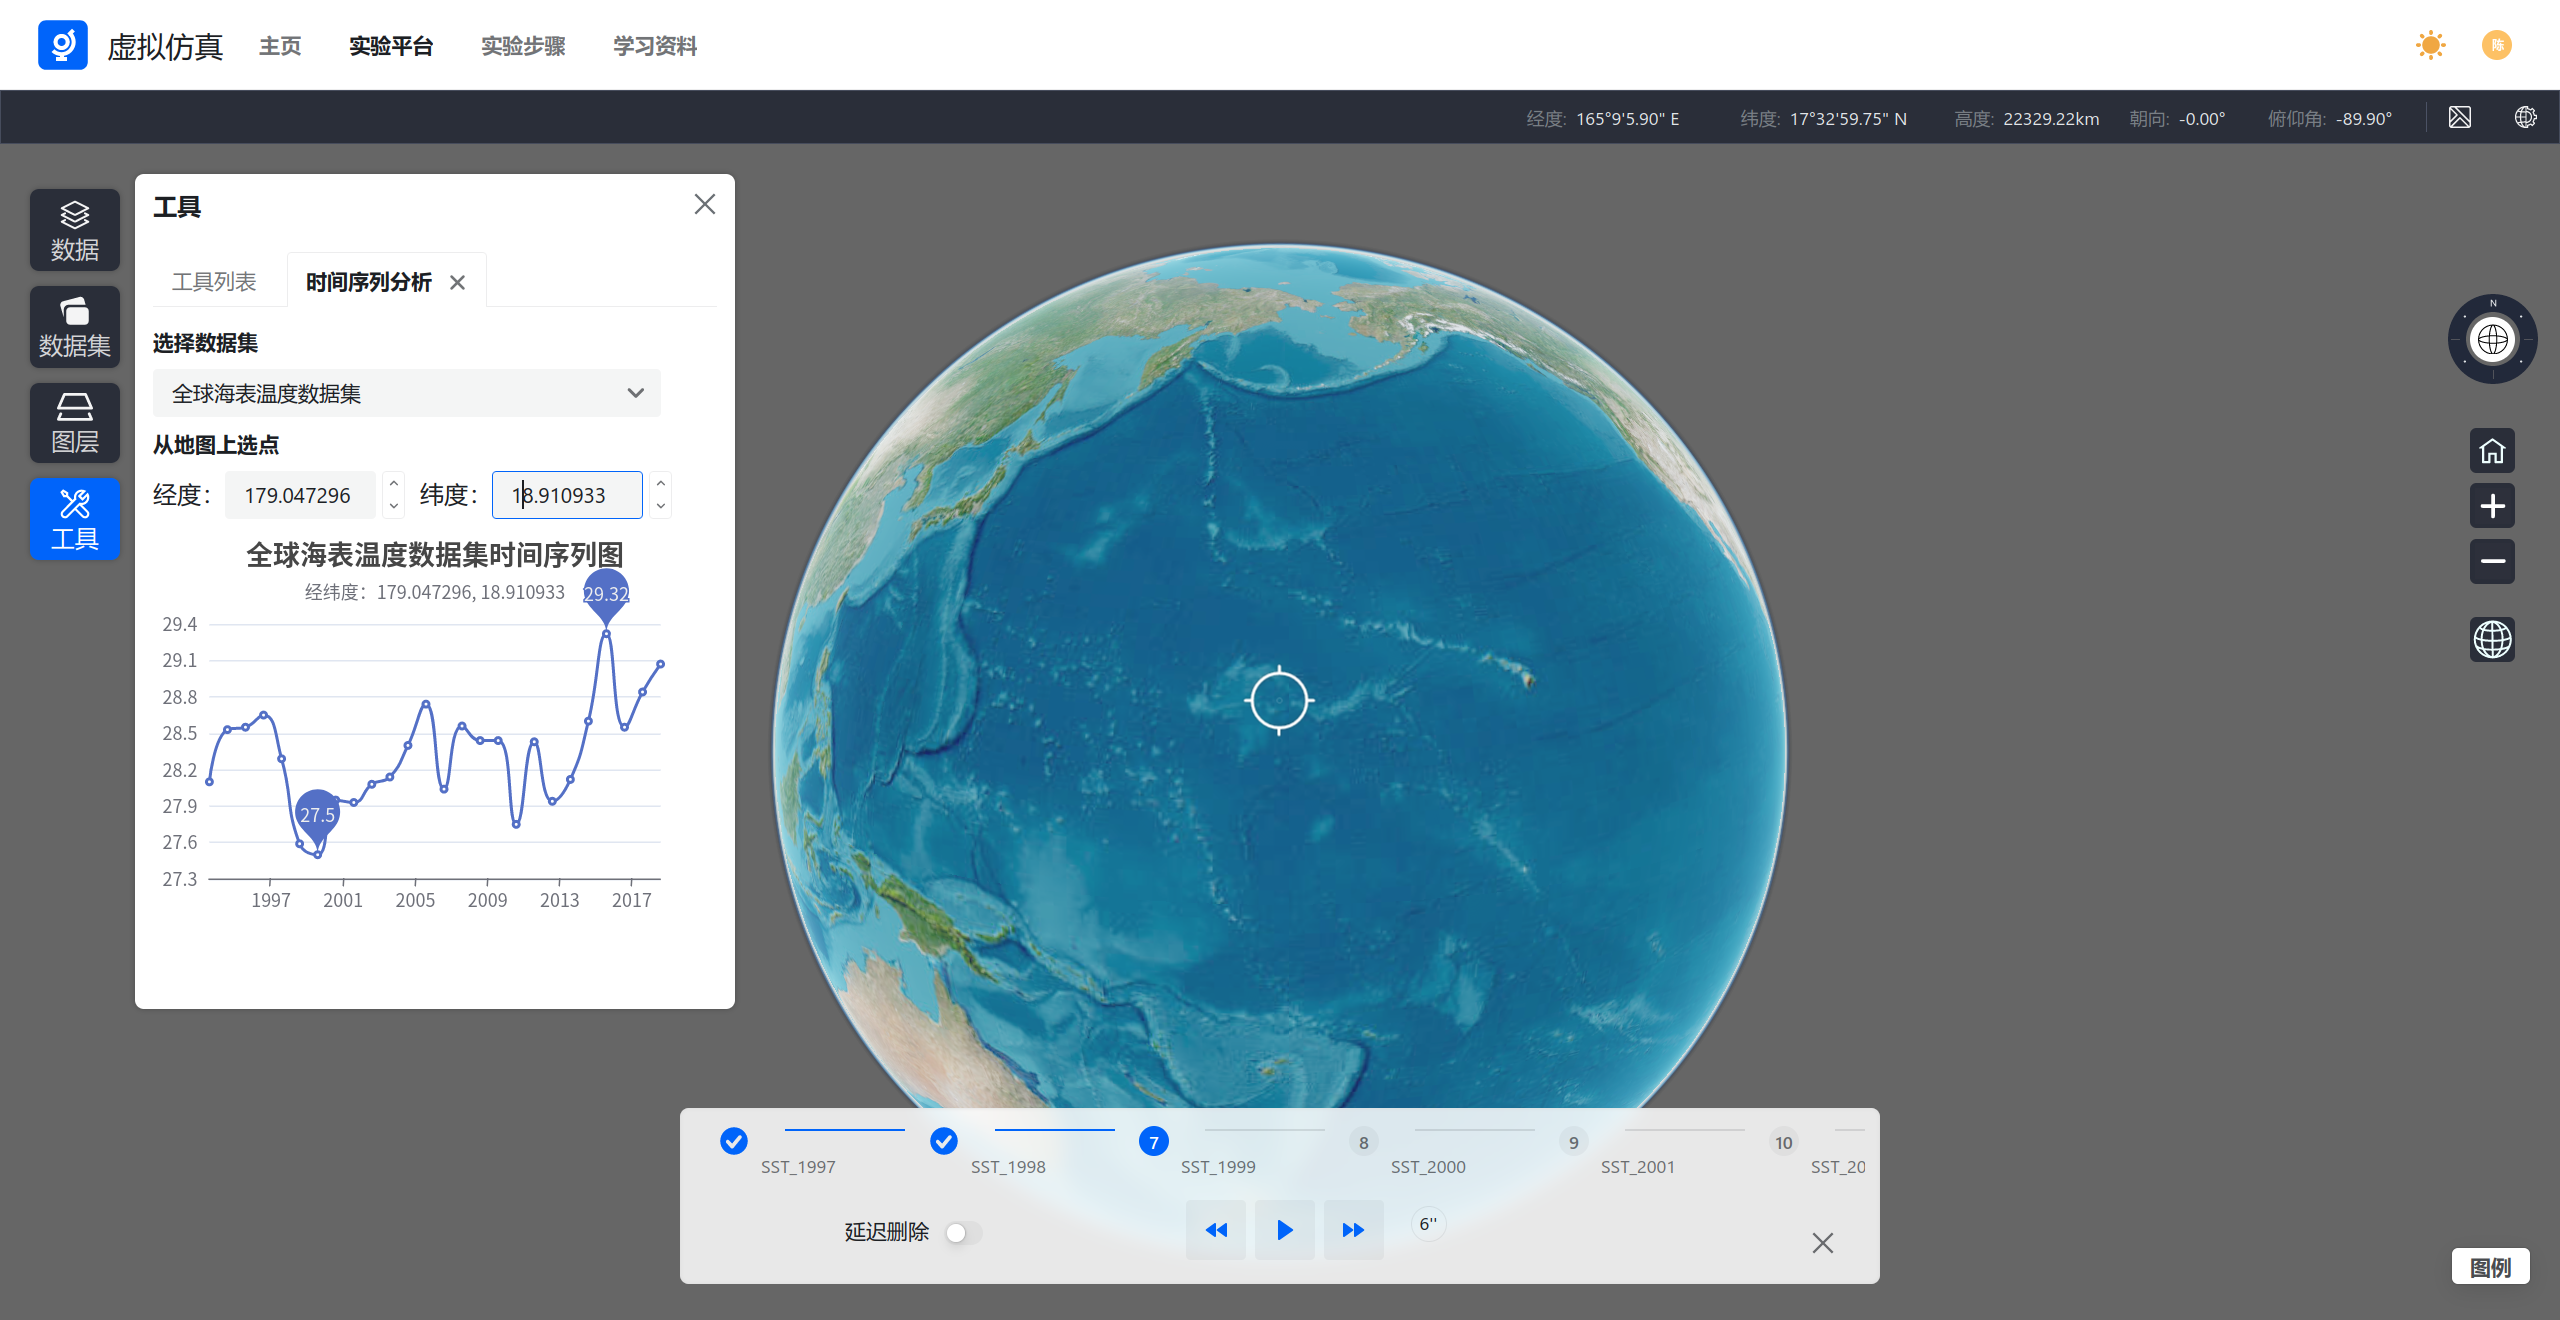 虚拟仿真 主页 实验平台 实验步骤 学习资料 陈
经度: 165°9'5.90" E 纬度: 17°32'59.75" N 高度: 22329.22km 朝向: -0.00° 俯仰角: -89.90°
数据
数据集
图层
工具
工具
工具列表 时间序列分析
选择数据集
全球海表温度数据集
从地图上选点
经度: 179.047296 纬度: 18.910933
全球海表温度数据集时间序列图
经纬度: 179.047296, 18.910933
29.32
27.5
29.4
29.1
28.8
28.5
28.2
27.9
27.6
27.3
1997 2001 2005 2009 2013 2017
N
7 8 9 10
SST_1997 SST_1998 SST_1999 SST_2000 SST_2001 SST_20
延迟删除 6''
图例